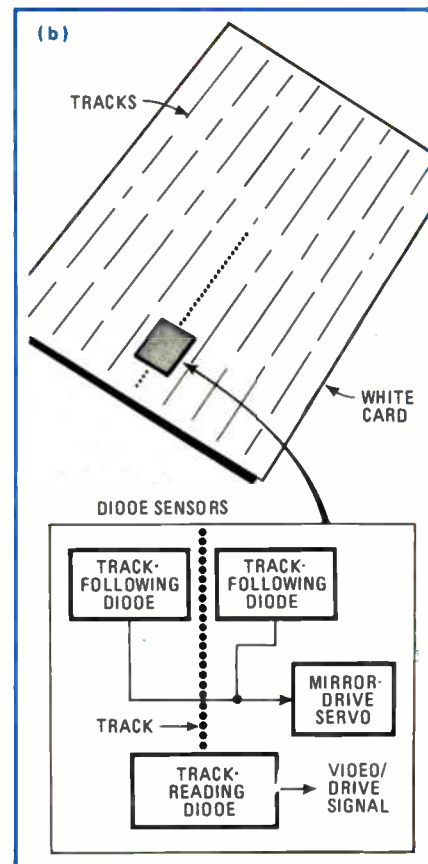 (b)
TRACKS
WHITE
CARD
DIODE SENSORS
TRACK-
FOLLOWING
DIODE
TRACK-
FOLLOWING
DIODE
MIRROR-
DRIVE
SERVO
TRACK
TRACK-
READING
DIODE
VIDEO/
DRIVE
SIGNAL